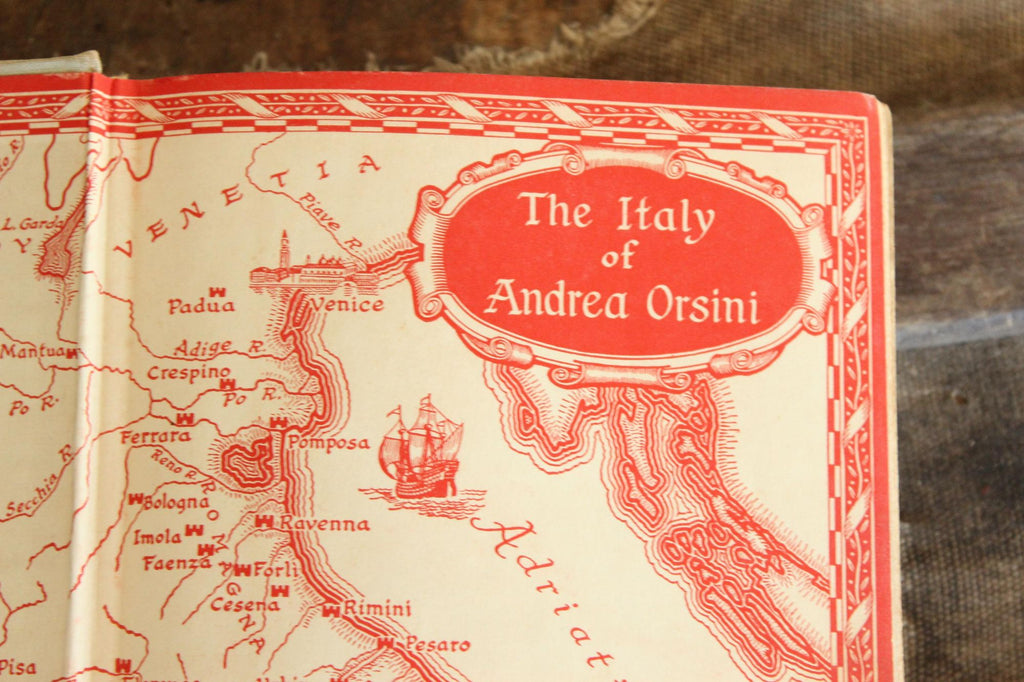 The Italy
of
Andrea Orsini
VENETIA
Piave R.
L. Garda
Y
Padua
Venice
Mantua
Adige R.
Crespino
Po R.
Po R.
Ferrara
Pomposa
Reno R.
Secchia R.
Bologna
ROMAGNA
Ravenna
Imola
Faenza
Forli
Cesena
Rimini
Pesaro
Pisa
Adriat